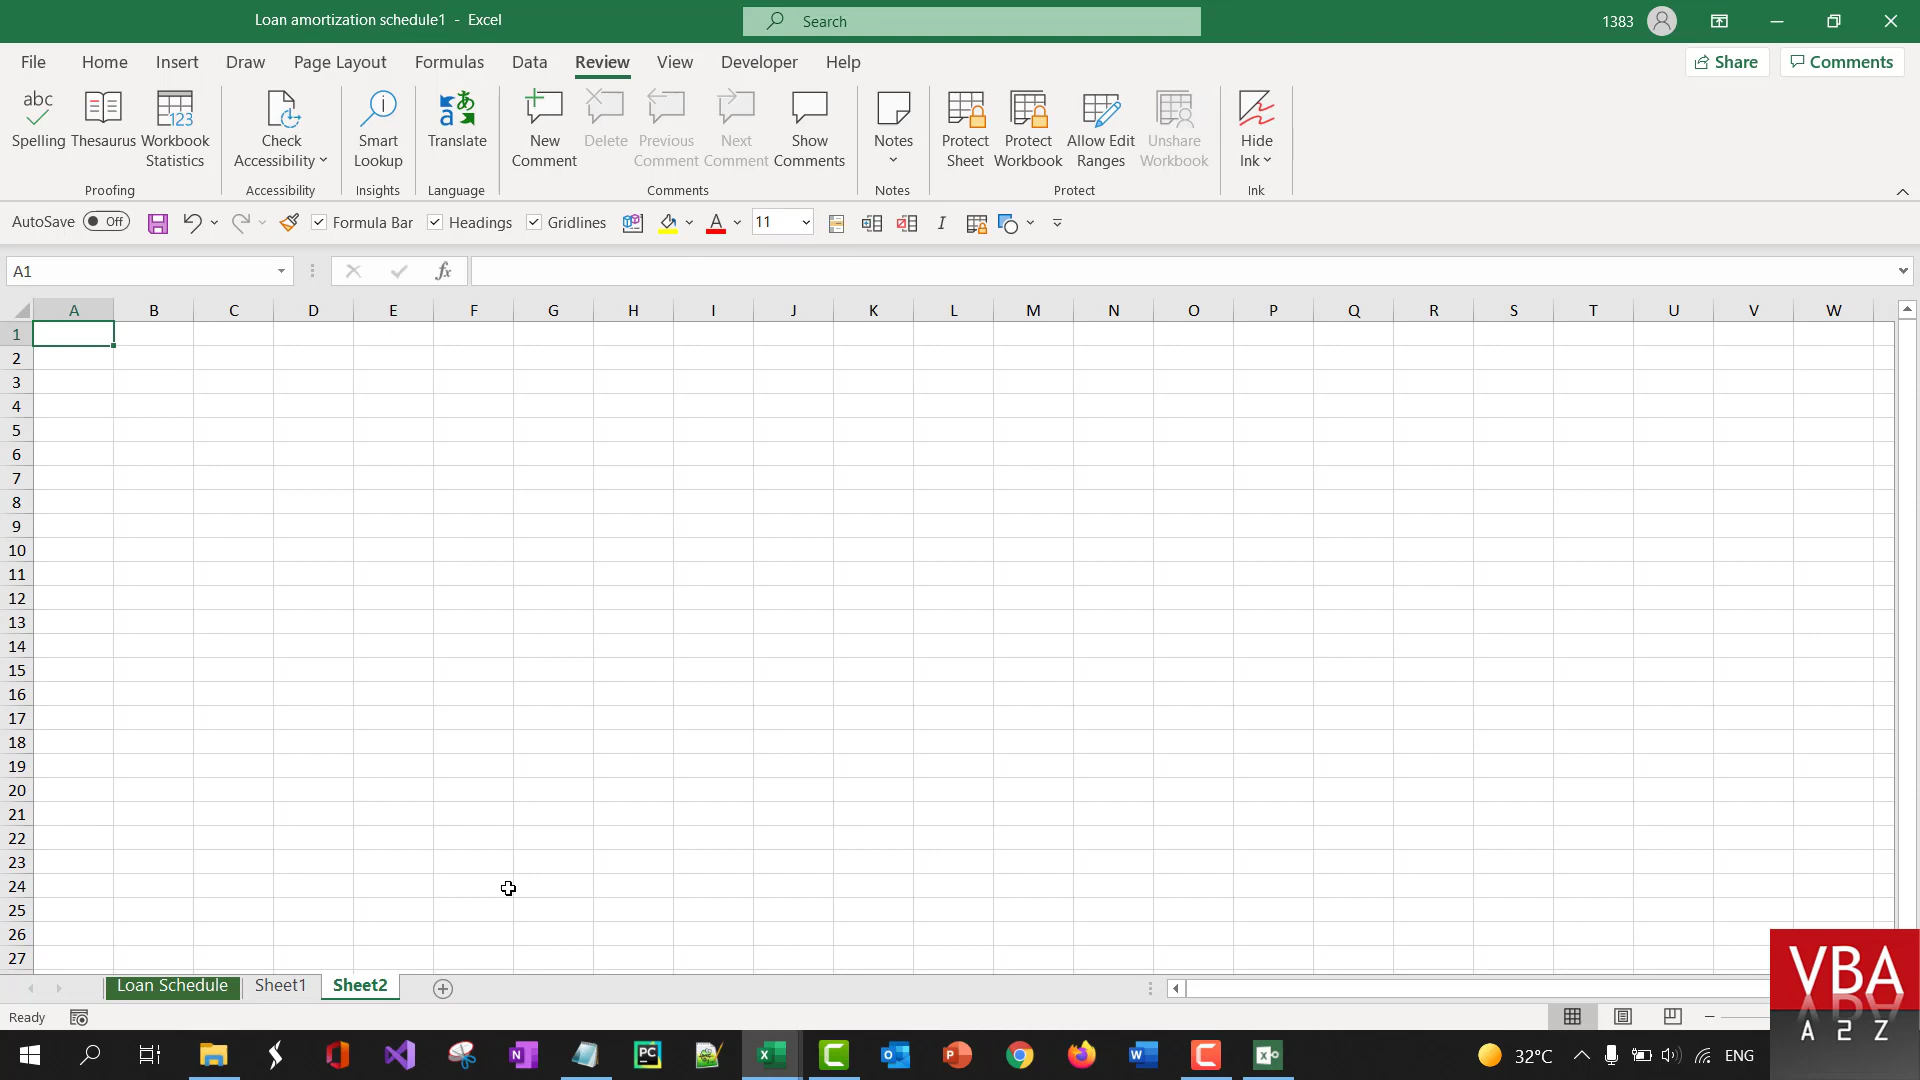 Loan amortization schedule1 - Excel
Search
1383
File Home Insert Draw Page Layout Formulas Data Review View Developer Help
Share Comments
abc
123
Spelling Thesaurus Workbook Statistics
Check Accessibility
Smart Lookup
Translate
New Comment Delete Previous Comment Next Comment Show Comments
Notes
Protect Sheet Protect Workbook Allow Edit Ranges Unshare Workbook
Hide Ink
Proofing Accessibility Insights Language Comments Notes Protect Ink
AutoSave Off Formula Bar Headings Gridlines A 11 I
A1 fx
A B C D E F G H I J K L M N O P Q R S T U V W
1
2
3
4
5
6
7
8
9
10
11
12
13
14
15
16
17
18
19
20
21
22
23
24
25
26
27
Loan Schedule Sheet1 Sheet2
Ready
VBA
A 2 Z
32°C ENG